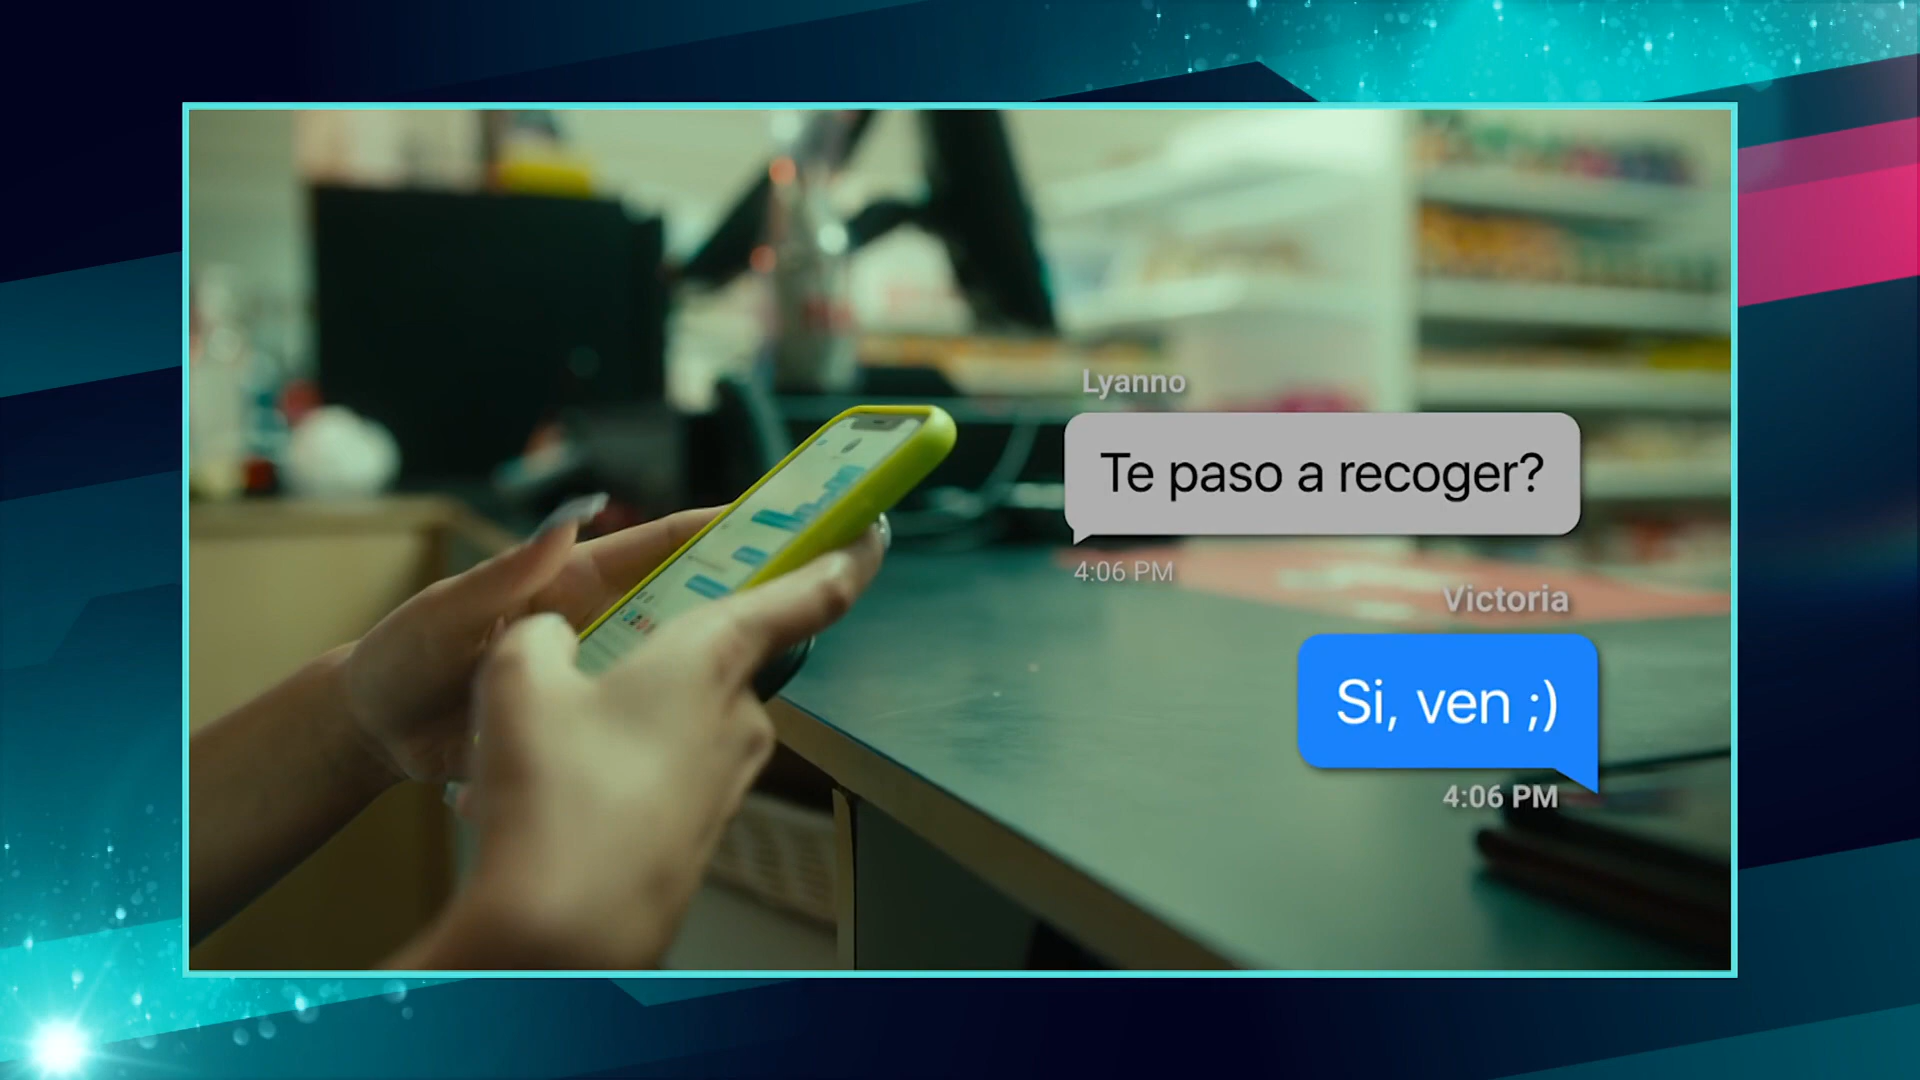 Lyanno
Te paso a recoger?
4:06 PM
Victoria
Si, ven ;)
4:06 PM